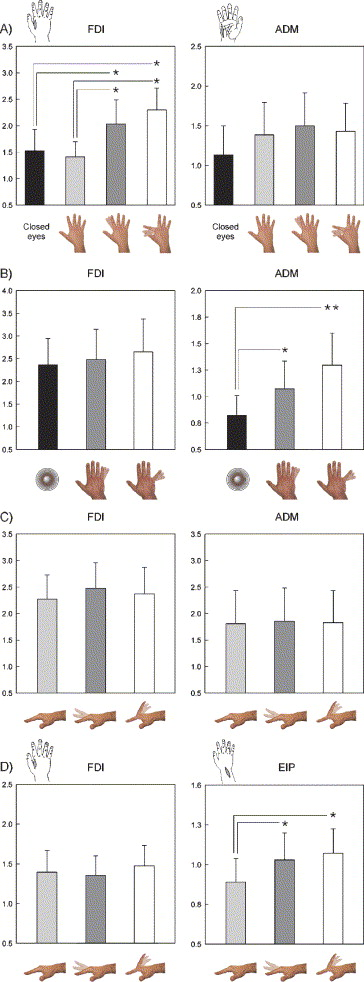 A) FDI ADM
3.5 3.0 2.5 2.0 1.5 1.0 0.5
* * *
2.5 2.0 1.5 1.0 0.5
Closed eyes
Closed eyes
B) FDI ADM
4.0 3.5 3.0 2.5 2.0 1.5 1.0 0.5
2.0 1.8 1.5 1.3 1.0 0.8 0.5
* **
C) FDI ADM
3.5 3.0 2.5 2.0 1.5 1.0 0.5
3.5 3.0 2.5 2.0 1.5 1.0 0.5
D) FDI EIP
2.5 2.0 1.5 1.0 0.5
1.6 1.3 1.0 0.8 0.5
* *